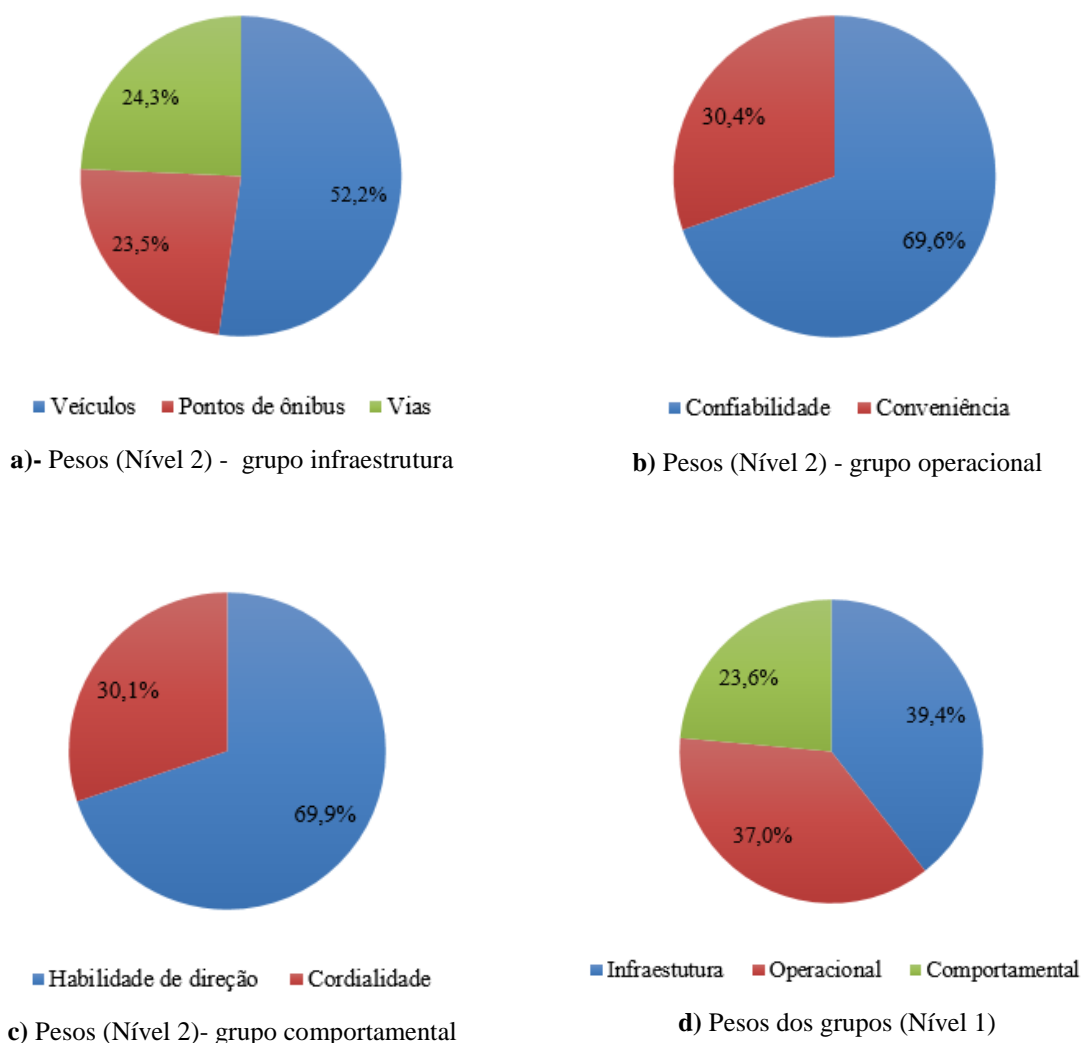 24,3%
52,2%
23,5%
Veículos Pontos de ônibus Vias
a)- Pesos (Nível 2) - grupo infraestrutura
30,4%
69,6%
Confiabilidade Conveniência
b) Pesos (Nível 2) - grupo operacional
30,1%
69,9%
Habilidade de direção Cordialidade
c) Pesos (Nível 2)- grupo comportamental
23,6%
39,4%
37,0%
Infraestutura Operacional Comportamental
d) Pesos dos grupos (Nível 1)